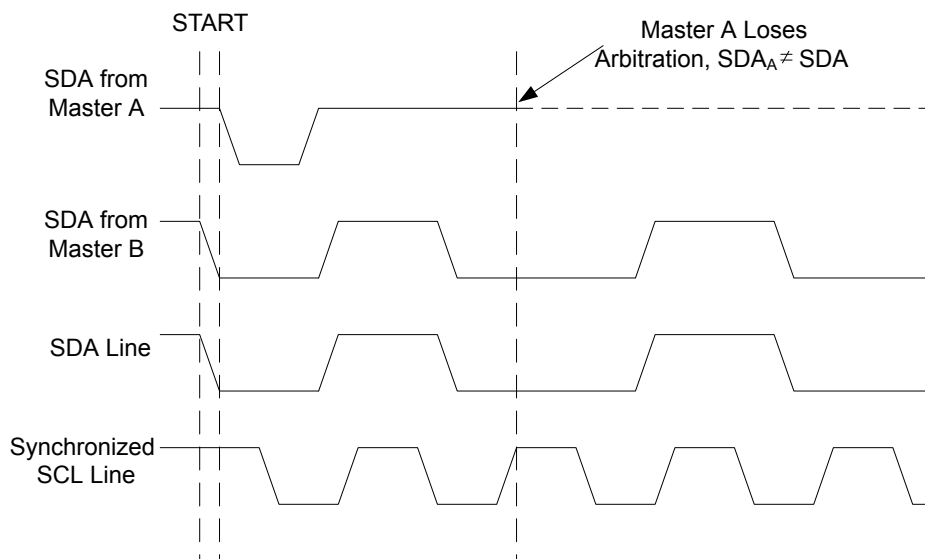 START
Master A Loses
Arbitration, SDA_A ≠ SDA
SDA from
Master A
SDA from
Master B
SDA Line
Synchronized
SCL Line